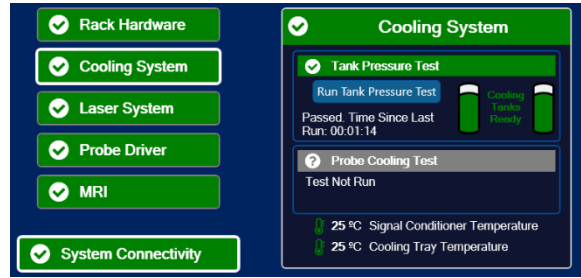 Rack Hardware
Cooling System
Laser System
Probe Driver
MRI
System Connectivity
Cooling System
Tank Pressure Test
Run Tank Pressure Test
Passed. Time Since Last
Run: 00:01:14
Cooling
Tanks
Ready
? Probe Cooling Test
Test Not Run
25 ºC Signal Conditioner Temperature
25 ºC Cooling Tray Temperature